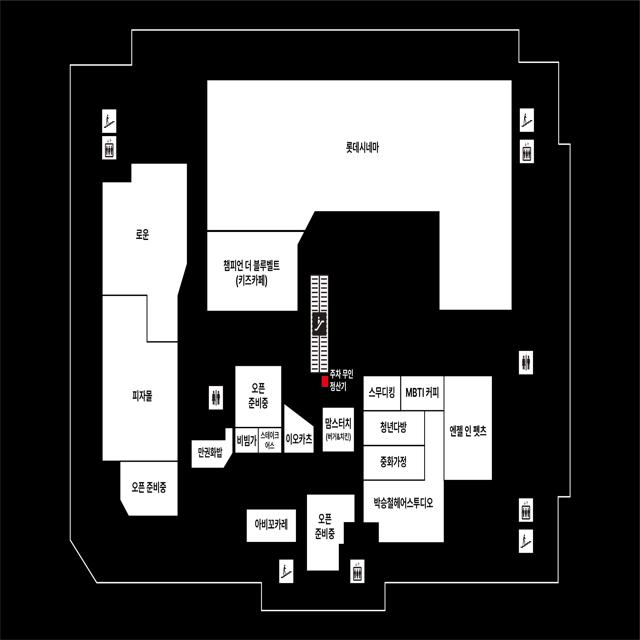 롯데시네마
로운
챔피언 더 블루벨트
(키즈카페)
주차 무인
정산기
피자몰
오픈
준비중
스무디킹
MBTI 커피
맘스터치
(버거&치킨)
청년다방
엔젤 인 펫츠
비빔가
스테이크
어스
이오카츠
만권화밥
중화가정
오픈 준비중
박승철헤어스투디오
아비꼬카레
오픈
준비중